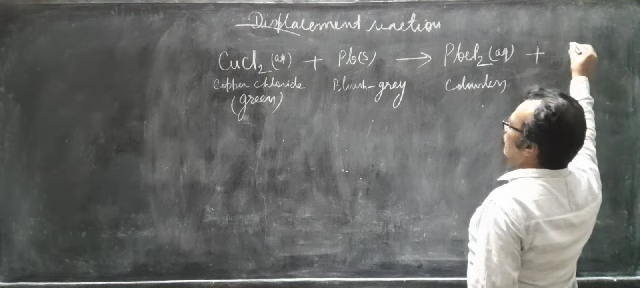 Displacement reaction
CuCl₂ (aq) + Pb(s) → PbCl₂ (aq) +
Copper chloride Bluish-grey Colourless
(green)